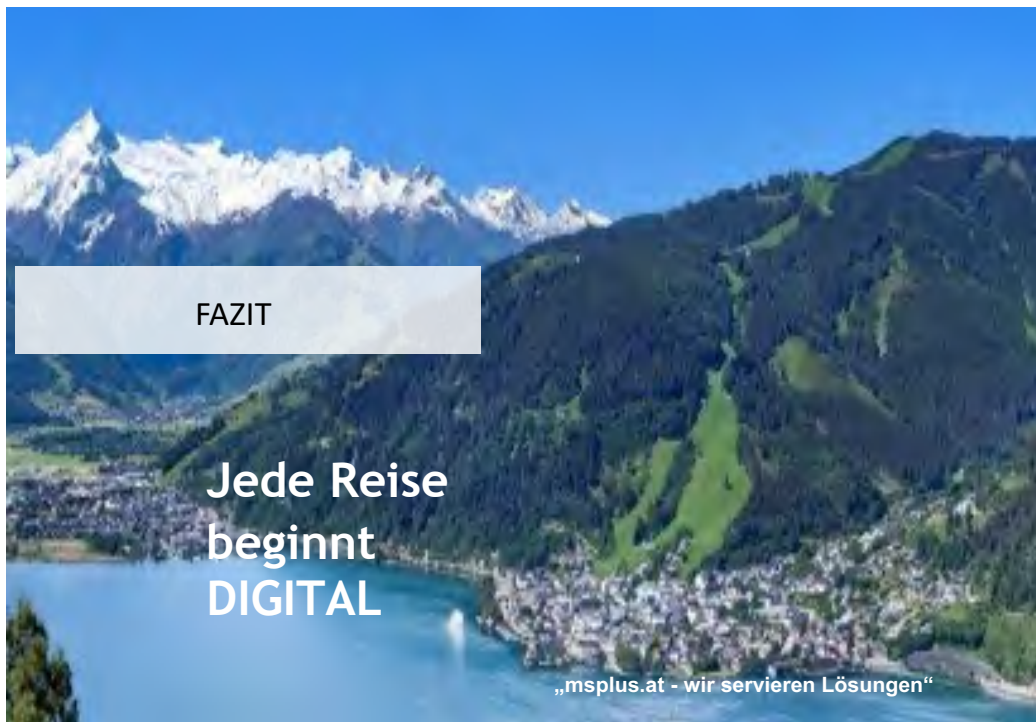 FAZIT
Jede Reise
beginnt
DIGITAL
„msplus.at - wir servieren Lösungen“